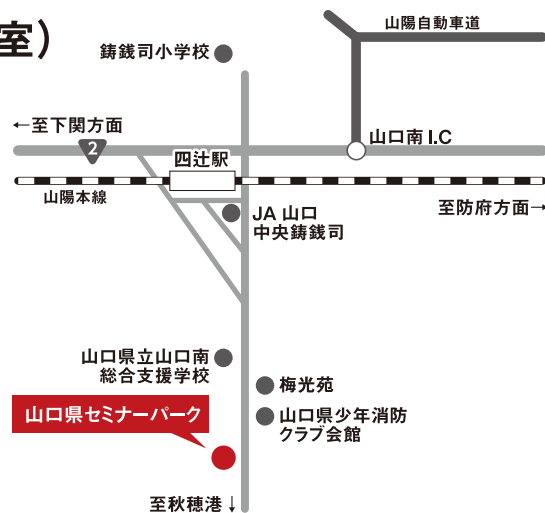 室）
山陽自動車道
鋳銭司小学校
←至下関方面
2
四辻駅
山口南I.C
山陽本線
至防府方面→
JA 山口
中央鋳銭司
山口県立山口南
総合支援学校
梅光苑
山口県セミナーパーク
山口県少年消防
クラブ会館
至秋穂港↓